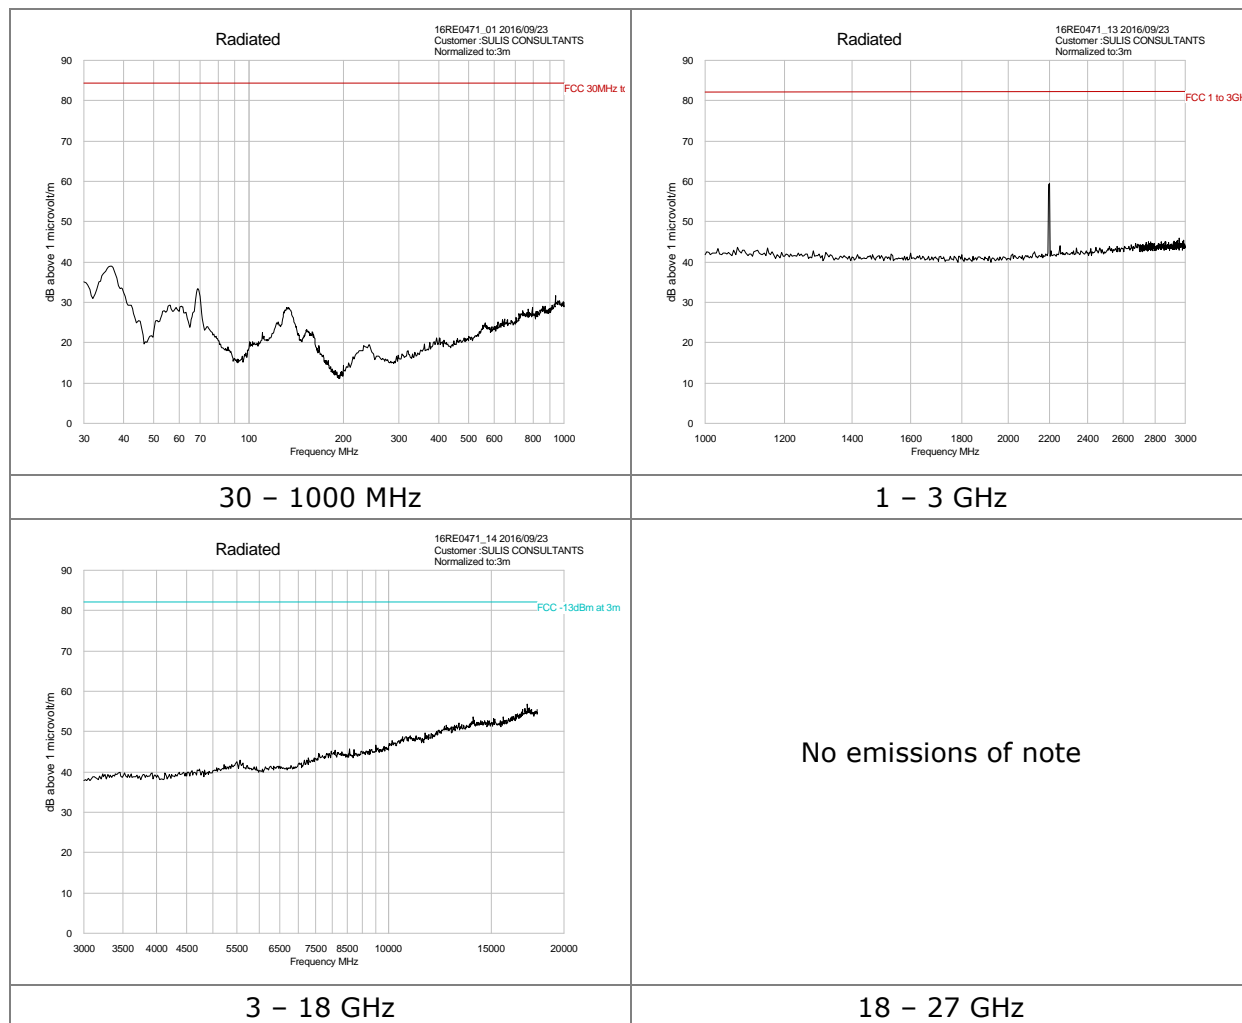 Radiated
16RE0471_01 2016/09/23
Customer :SULIS CONSULTANTS
Normalized to:3m
90
80
70
60
50
40
30
20
10
0
dB above 1 microvolt/m
FCC 30MHz to
30 40 50 60 70 100 200 300 400 500 600 800 1000
Frequency MHz
30 – 1000 MHz
Radiated
16RE0471_13 2016/09/23
Customer :SULIS CONSULTANTS
Normalized to:3m
90
80
70
60
50
40
30
20
10
0
dB above 1 microvolt/m
FCC 1 to 3GH
1000 1200 1400 1600 1800 2000 2200 2400 2600 2800 3000
Frequency MHz
1 – 3 GHz
Radiated
16RE0471_14 2016/09/23
Customer :SULIS CONSULTANTS
Normalized to:3m
90
80
70
60
50
40
30
20
10
0
dB above 1 microvolt/m
FCC -13dBm at 3m
3000 3500 4000 4500 5500 6500 7500 8500 10000 15000 20000
Frequency MHz
3 – 18 GHz
No emissions of note
18 – 27 GHz